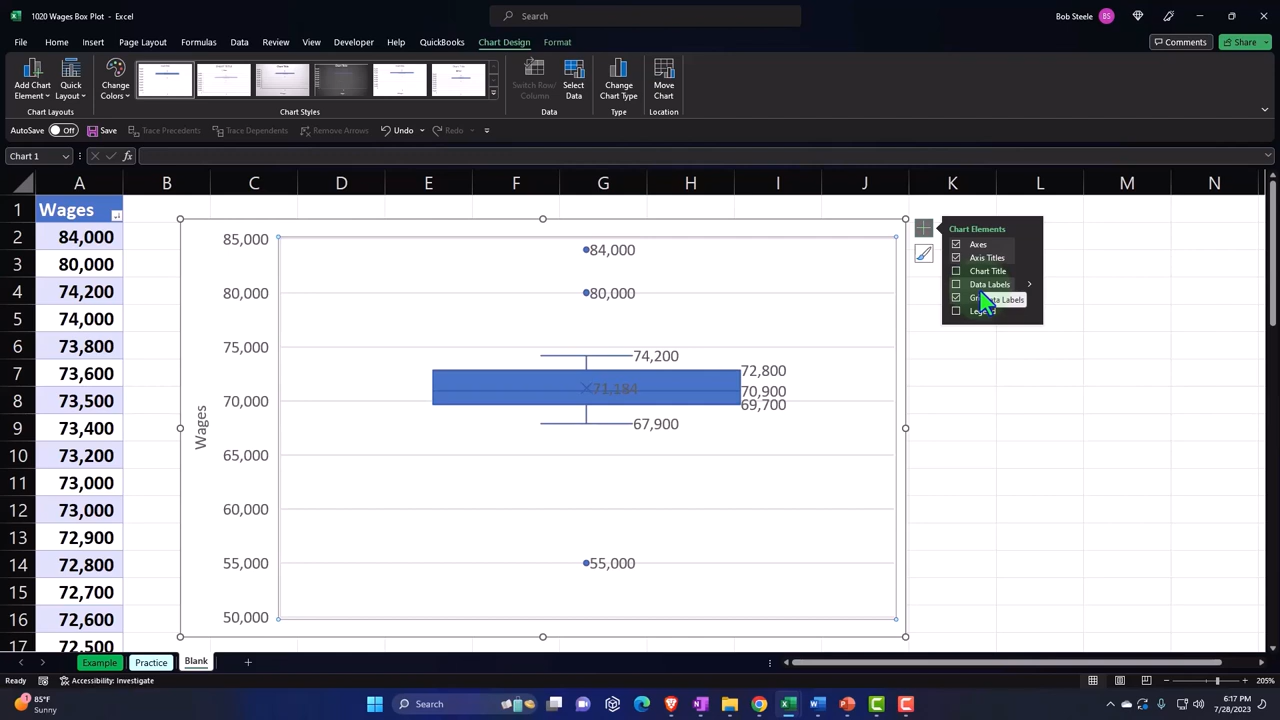 1020 Wages Box Plot - Excel
Search
Bob Steele
BS
File Home Insert Page Layout Formulas Data Review View Developer Help QuickBooks Chart Design Format
Comments
Share
Add Chart Element
Quick Layout
Change Colors
Switch Row/ Column
Select Data
Change Chart Type
Move Chart
Chart Layouts
Chart Styles
Data
Type
Location
AutoSave Off Save Trace Precedents Trace Dependents Remove Arrows Undo Redo
Chart 1
fx
A B C D E F G H I J K L M N
1 Wages
2 84,000
3 80,000
4 74,200
5 74,000
6 73,800
7 73,600
8 73,500
9 73,400
10 73,200
11 73,000
12 73,000
13 72,900
14 72,800
15 72,700
16 72,600
17 72,500
Wages
85,000
80,000
75,000
70,000
65,000
60,000
55,000
50,000
84,000
80,000
74,200
72,800
71,184
70,900
69,700
67,900
55,000
Chart Elements
Axes
Axis Titles
Chart Title
Data Labels
Data Labels
Legend
Example Practice Blank
Ready
Accessibility: Investigate
205%
85°F
Sunny
Search
6:17 PM
7/28/2023